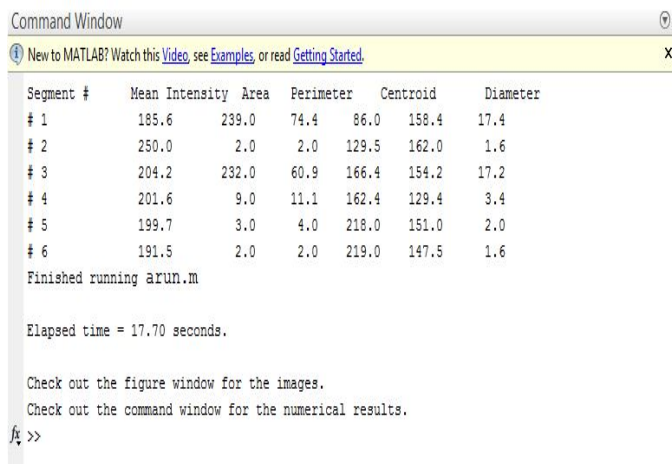 Command Window
New to MATLAB? Watch this Video, see Examples, or read Getting Started.
X
Segment # Mean Intensity Area Perimeter Centroid Diameter
# 1 185.6 239.0 74.4 86.0 158.4 17.4
# 2 250.0 2.0 2.0 129.5 162.0 1.6
# 3 204.2 232.0 60.9 166.4 154.2 17.2
# 4 201.6 9.0 11.1 162.4 129.4 3.4
# 5 199.7 3.0 4.0 218.0 151.0 2.0
# 6 191.5 2.0 2.0 219.0 147.5 1.6
Finished running arun.m
Elapsed time = 17.70 seconds.
Check out the figure window for the images.
Check out the command window for the numerical results.
fx >>